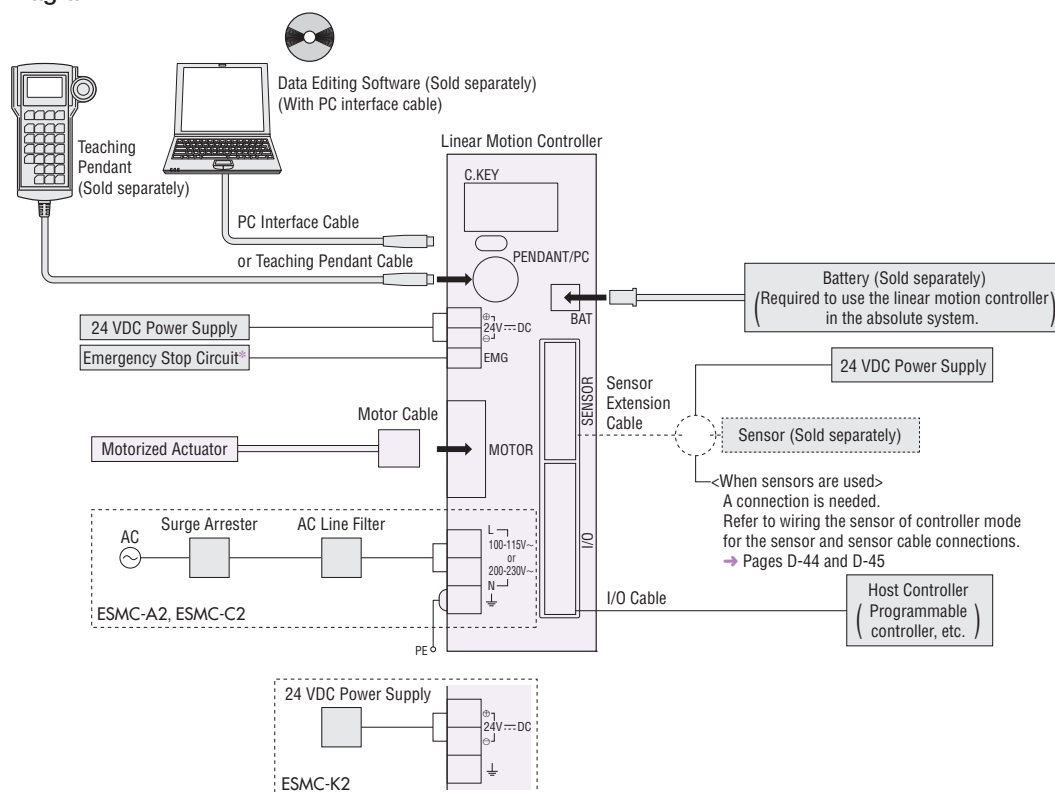 Data Editing Software (Sold separately)
(With PC interface cable)
Teaching
Pendant
(Sold separately)
Linear Motion Controller
C.KEY
PC Interface Cable
or Teaching Pendant Cable
PENDANT/PC
Battery (Sold separately)
(Required to use the linear motion controller
in the absolute system.)
BAT
24 VDC Power Supply
⊕
24V⎓DC
⊖
Emergency Stop Circuit*
EMG
SENSOR
Sensor
Extension
Cable
24 VDC Power Supply
Sensor (Sold separately)
Motor Cable
Motorized Actuator
MOTOR
<When sensors are used>
A connection is needed.
Refer to wiring the sensor of controller mode
for the sensor and sensor cable connections.
→ Pages D-44 and D-45
AC
Surge Arrester
AC Line Filter
L
100-115V~
or
200-230V~
N
I/O
ESMC-A2, ESMC-C2
PE
I/O Cable
Host Controller
(Programmable
controller, etc.)
24 VDC Power Supply
⊕
24V⎓DC
⊖
ESMC-K2